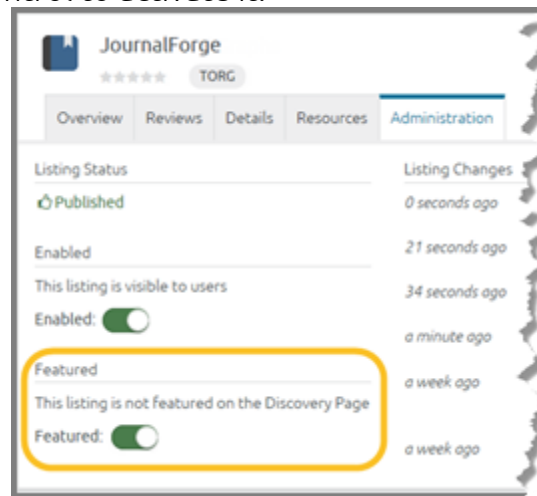 JournalForge
TORG
Overview Reviews Details Resources Administration
Listing Status
Published
Enabled
This listing is visible to users
Enabled:
Featured
This listing is not featured on the Discovery Page
Featured:
Listing Changes
0 seconds ago
21 seconds ago
34 seconds ago
a minute ago
a week ago
a week ago